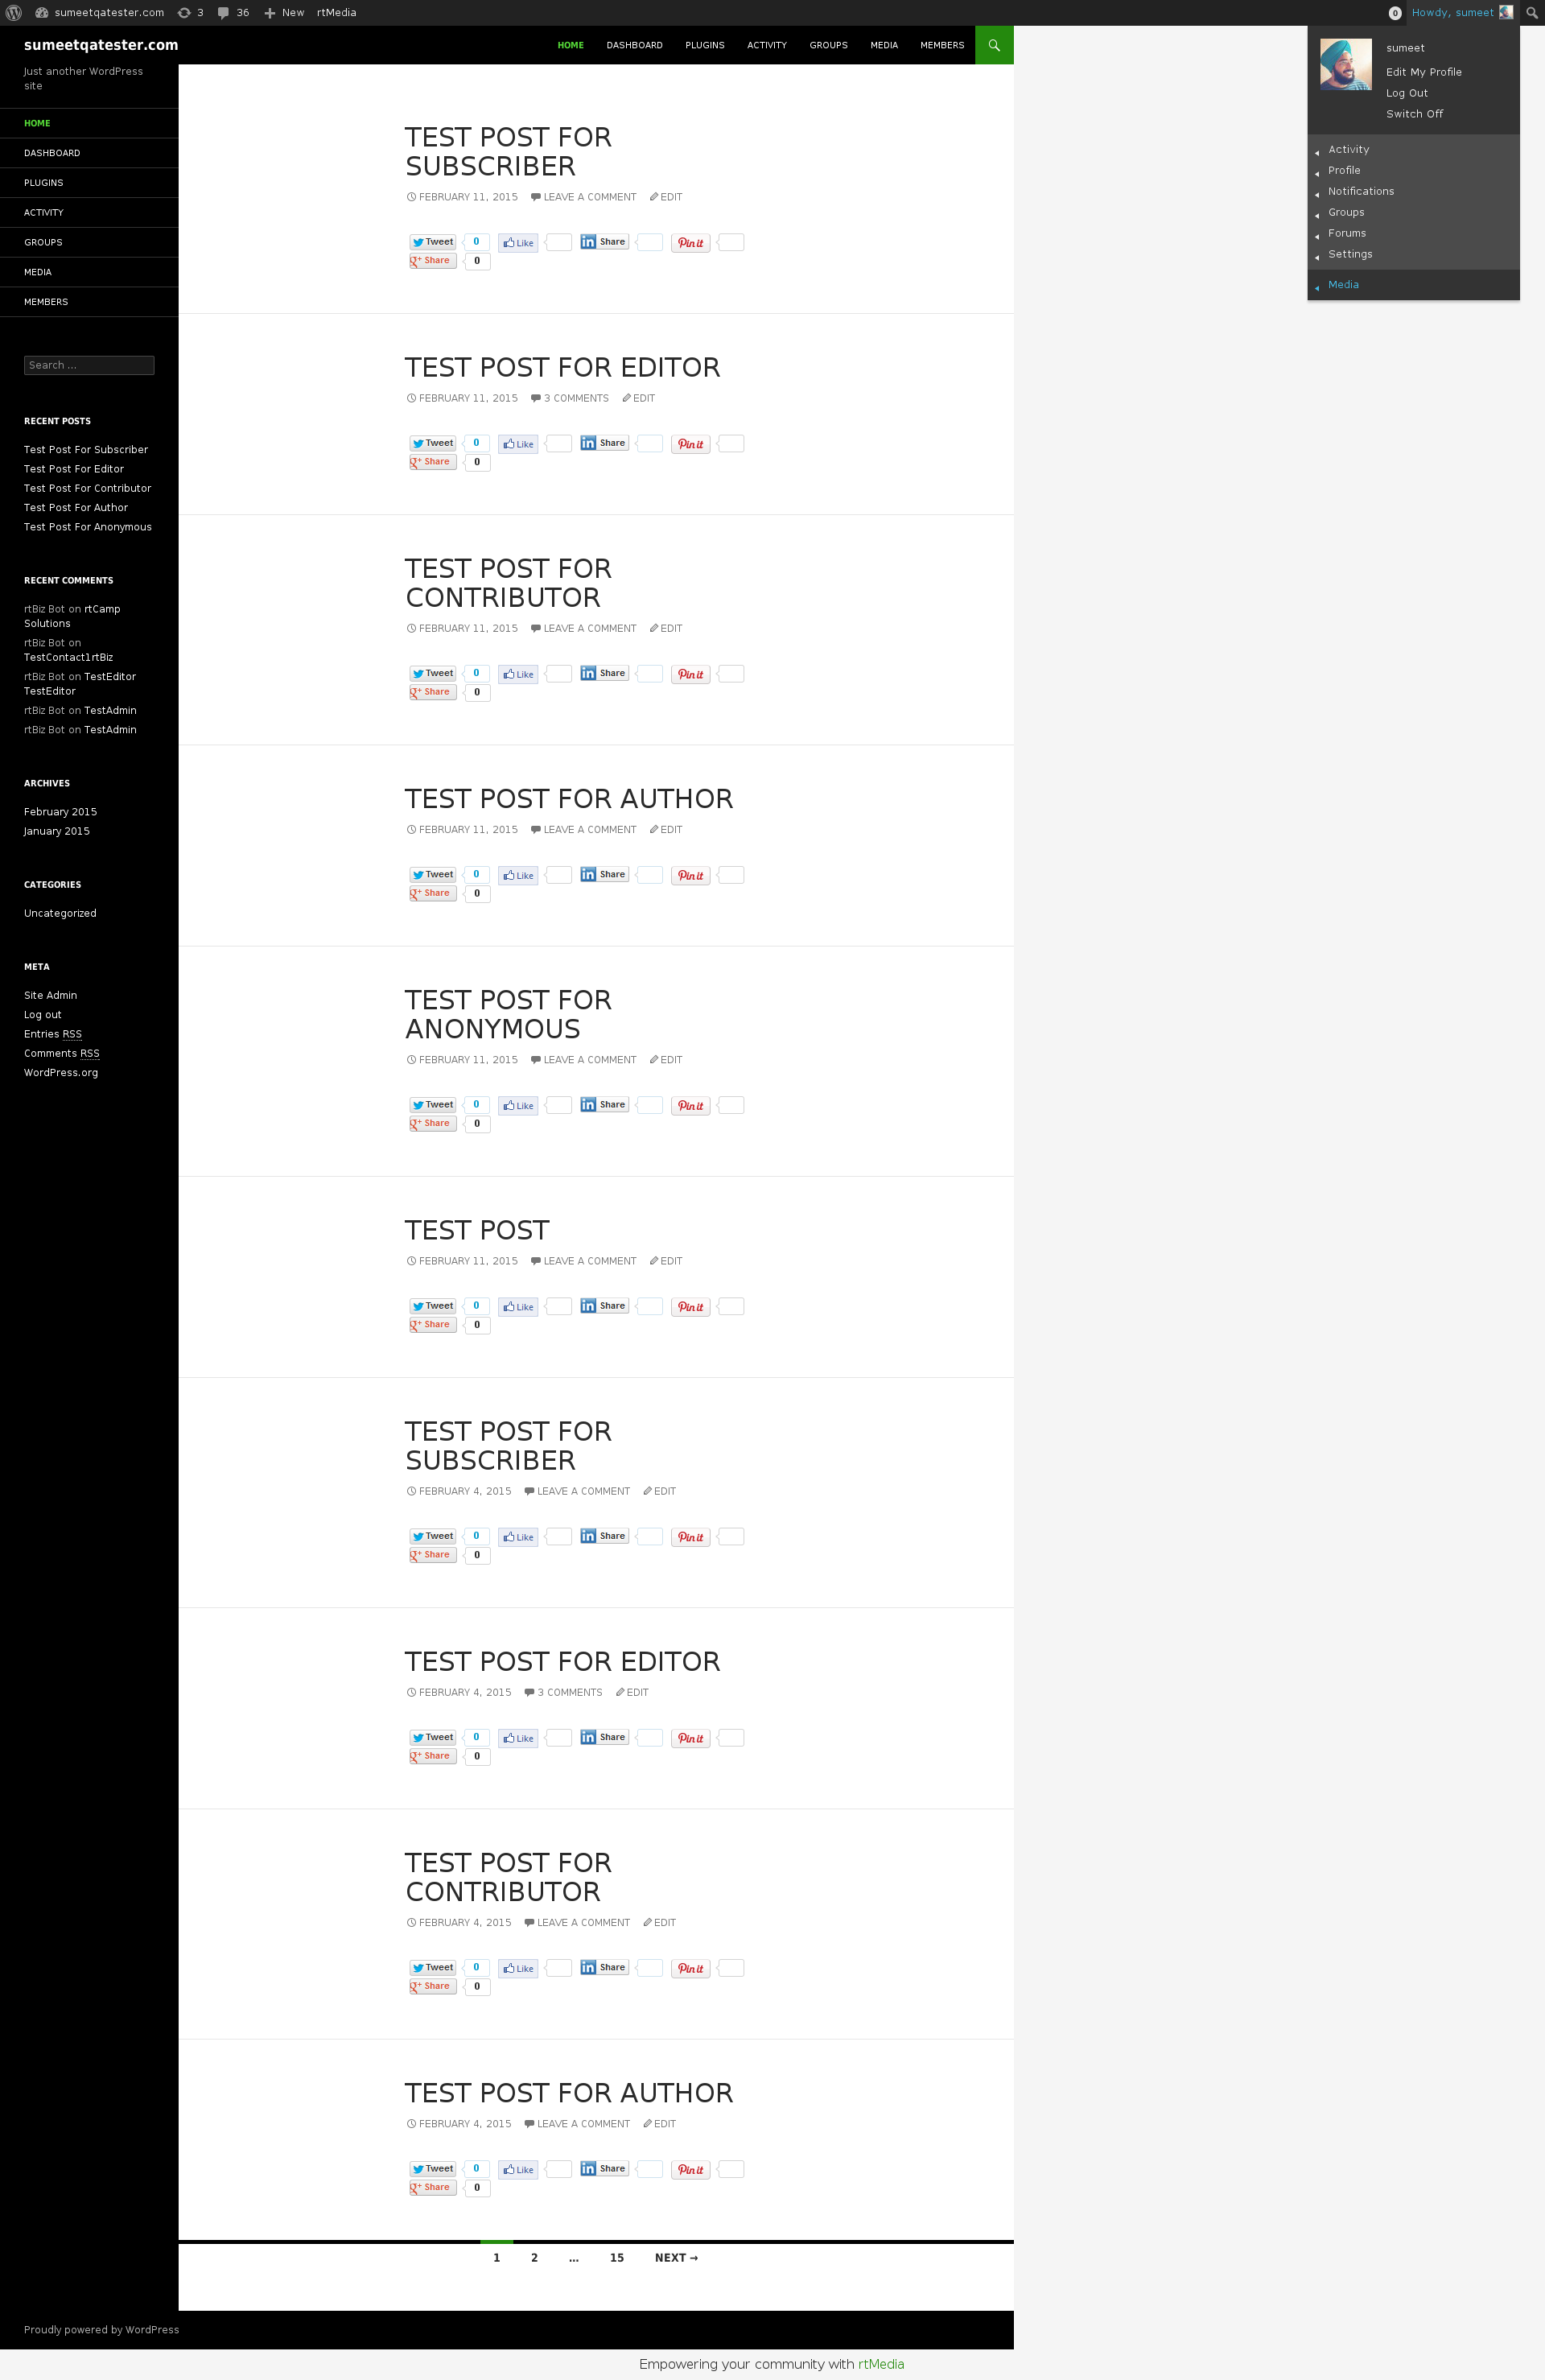 sumeetqatester.com 3 36 New rtMedia 0 Howdy, sumeet
sumeet
Edit My Profile
Log Out
Switch Off
Activity
Profile
Notifications
Groups
Forums
Settings
Media
sumeetqatester.com HOME DASHBOARD PLUGINS ACTIVITY GROUPS MEDIA MEMBERS
Just another WordPress
site
HOME
DASHBOARD
PLUGINS
ACTIVITY
GROUPS
MEDIA
MEMBERS
Search ...
RECENT POSTS
Test Post For Subscriber
Test Post For Editor
Test Post For Contributor
Test Post For Author
Test Post For Anonymous
RECENT COMMENTS
rtBiz Bot on rtCamp
Solutions
rtBiz Bot on
TestContact1rtBiz
rtBiz Bot on TestEditor
TestEditor
rtBiz Bot on TestAdmin
rtBiz Bot on TestAdmin
ARCHIVES
February 2015
January 2015
CATEGORIES
Uncategorized
META
Site Admin
Log out
Entries RSS
Comments RSS
WordPress.org
TEST POST FOR
SUBSCRIBER
FEBRUARY 11, 2015 LEAVE A COMMENT EDIT
Tweet 0 Like in Share Pin it
g+ Share 0
TEST POST FOR EDITOR
FEBRUARY 11, 2015 3 COMMENTS EDIT
Tweet 0 Like in Share Pin it
g+ Share 0
TEST POST FOR
CONTRIBUTOR
FEBRUARY 11, 2015 LEAVE A COMMENT EDIT
Tweet 0 Like in Share Pin it
g+ Share 0
TEST POST FOR AUTHOR
FEBRUARY 11, 2015 LEAVE A COMMENT EDIT
Tweet 0 Like in Share Pin it
g+ Share 0
TEST POST FOR
ANONYMOUS
FEBRUARY 11, 2015 LEAVE A COMMENT EDIT
Tweet 0 Like in Share Pin it
g+ Share 0
TEST POST
FEBRUARY 11, 2015 LEAVE A COMMENT EDIT
Tweet 0 Like in Share Pin it
g+ Share 0
TEST POST FOR
SUBSCRIBER
FEBRUARY 4, 2015 LEAVE A COMMENT EDIT
Tweet 0 Like in Share Pin it
g+ Share 0
TEST POST FOR EDITOR
FEBRUARY 4, 2015 3 COMMENTS EDIT
Tweet 0 Like in Share Pin it
g+ Share 0
TEST POST FOR
CONTRIBUTOR
FEBRUARY 4, 2015 LEAVE A COMMENT EDIT
Tweet 0 Like in Share Pin it
g+ Share 0
TEST POST FOR AUTHOR
FEBRUARY 4, 2015 LEAVE A COMMENT EDIT
Tweet 0 Like in Share Pin it
g+ Share 0
1 2 … 15 NEXT →
Proudly powered by WordPress
Empowering your community with rtMedia